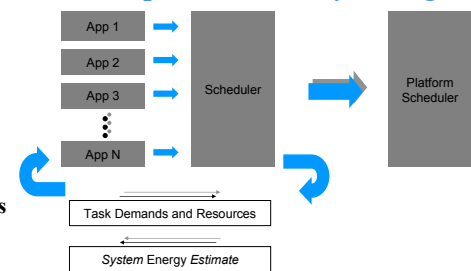 App 1
App 2
App 3
App N
Scheduler
Platform
Scheduler
s
Task Demands and Resources
System Energy Estimate